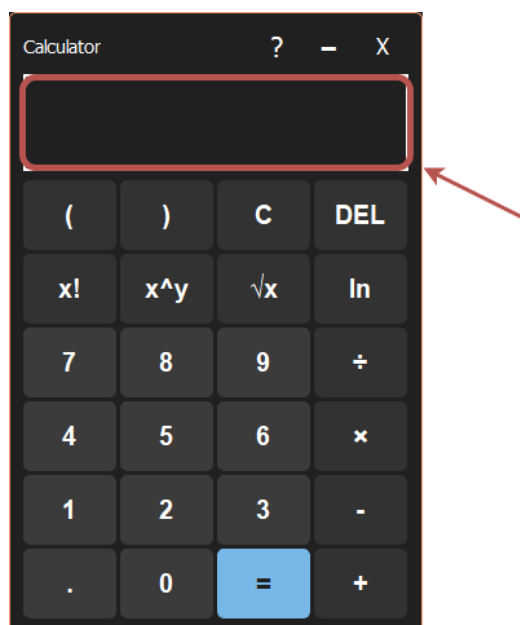 Calculator ? – X
( ) C DEL
x! x^y √x ln
7 8 9 ÷
4 5 6 ×
1 2 3 -
. 0 = +